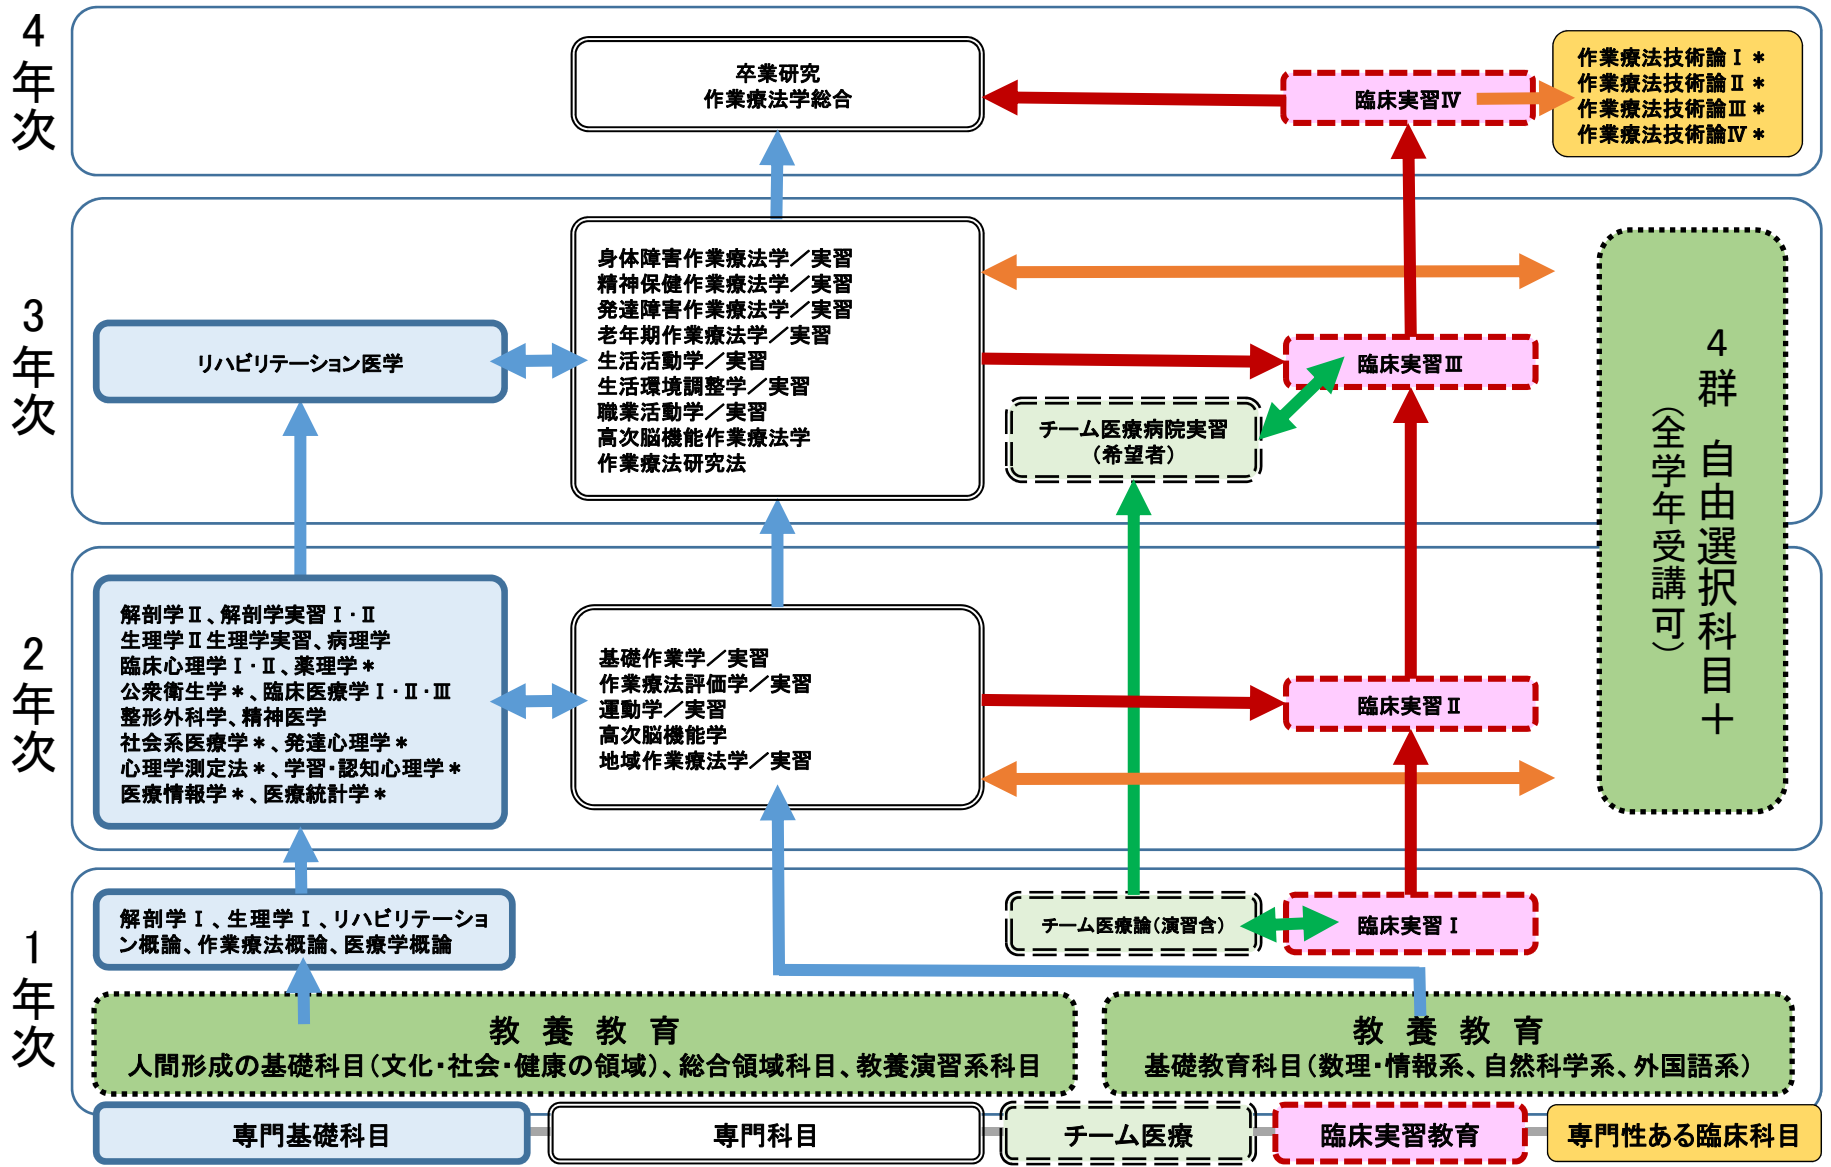 4年次
卒業研究
作業療法学総合
臨床実習Ⅳ
作業療法技術論Ⅰ＊
作業療法技術論Ⅱ＊
作業療法技術論Ⅲ＊
作業療法技術論Ⅳ＊
3年次
リハビリテーション医学
身体障害作業療法学／実習
精神保健作業療法学／実習
発達障害作業療法学／実習
老年期作業療法学／実習
生活活動学／実習
生活環境調整学／実習
職業活動学／実習
高次脳機能作業療法学
作業療法研究法
臨床実習Ⅲ
チーム医療病院実習
（希望者）
4群 自由選択科目＋
（全学年受講可）
2年次
解剖学Ⅱ、解剖学実習Ⅰ・Ⅱ
生理学Ⅱ生理学実習、病理学
臨床心理学Ⅰ・Ⅱ、薬理学＊
公衆衛生学＊、臨床医療学Ⅰ・Ⅱ・Ⅲ
整形外科学、精神医学
社会系医療学＊、発達心理学＊
心理学測定法＊、学習・認知心理学＊
医療情報学＊、医療統計学＊
基礎作業学／実習
作業療法評価学／実習
運動学／実習
高次脳機能学
地域作業療法学／実習
臨床実習Ⅱ
1年次
解剖学Ⅰ、生理学Ⅰ、リハビリテーショ
ン概論、作業療法概論、医療学概論
チーム医療論（演習含）
臨床実習Ⅰ
教 養 教 育
人間形成の基礎科目（文化・社会・健康の領域）、総合領域科目、教養演習系科目
教 養 教 育
基礎教育科目（数理・情報系、自然科学系、外国語系）
専門基礎科目
専門科目
チーム医療
臨床実習教育
専門性ある臨床科目